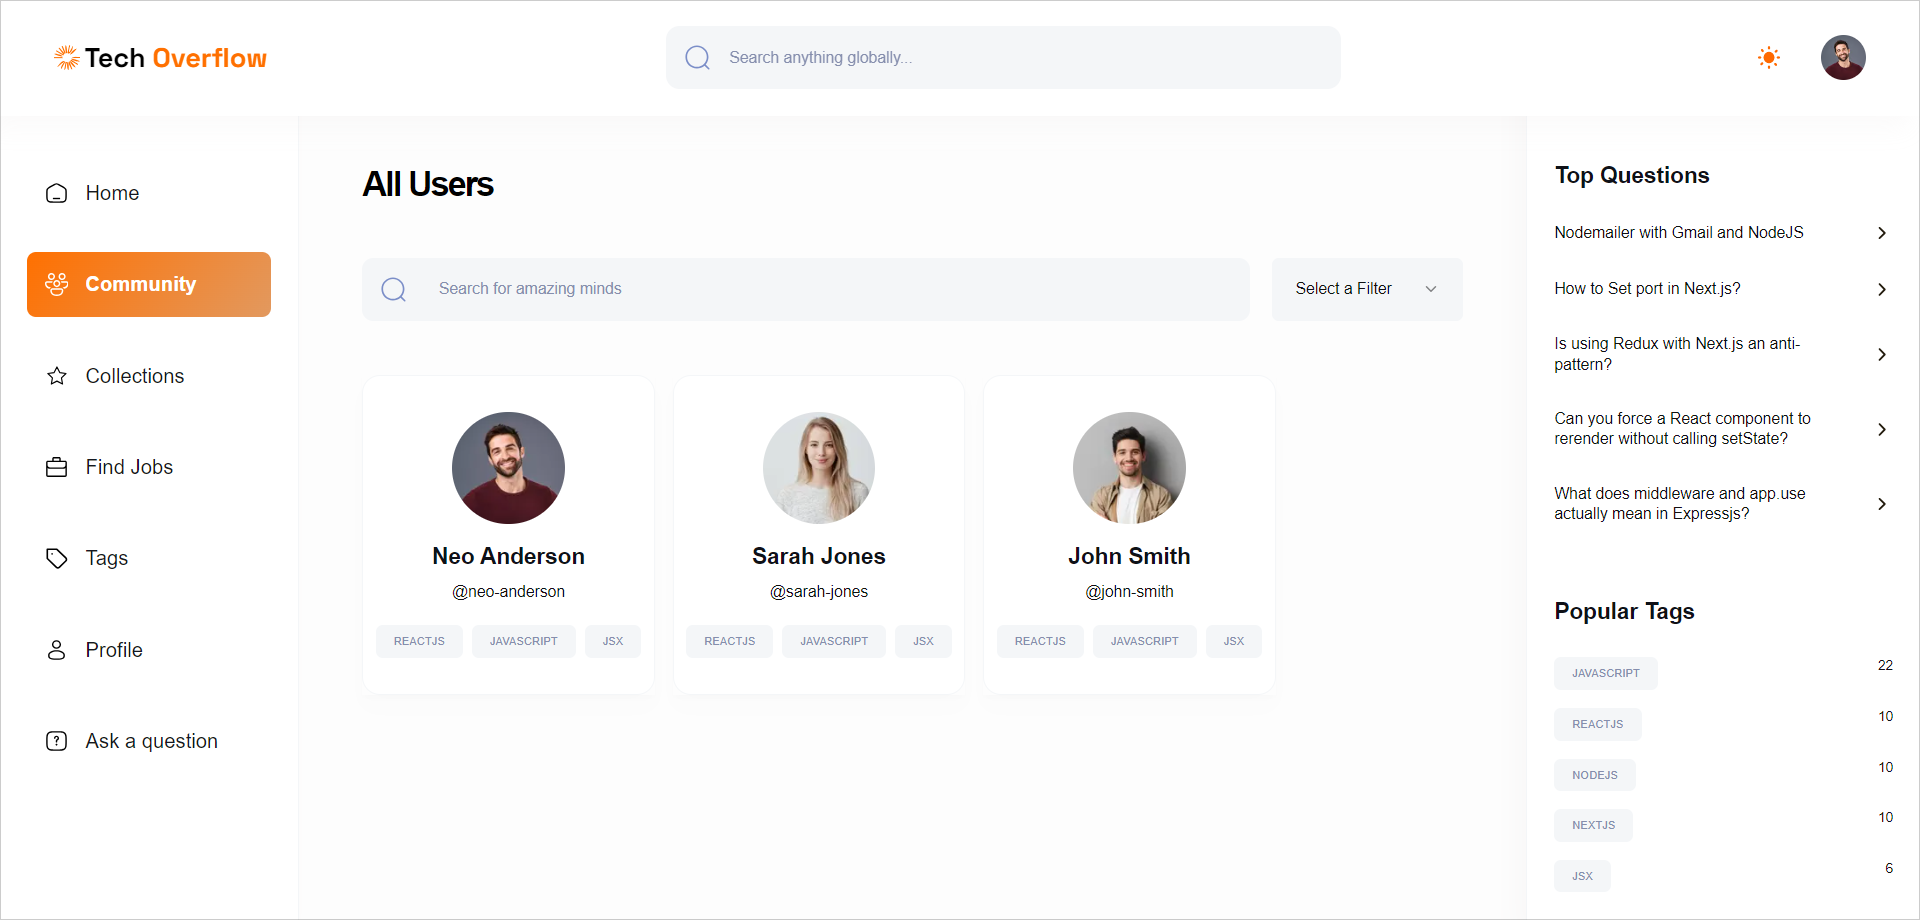 Tech Overflow
Search anything globally...
Home
Community
Collections
Find Jobs
Tags
Profile
Ask a question
All Users
Search for amazing minds
Select a Filter
Neo Anderson
@neo-anderson
REACTJS JAVASCRIPT JSX
Sarah Jones
@sarah-jones
REACTJS JAVASCRIPT JSX
John Smith
@john-smith
REACTJS JAVASCRIPT JSX
Top Questions
Nodemailer with Gmail and NodeJS
How to Set port in Next.js?
Is using Redux with Next.js an anti-
pattern?
Can you force a React component to
rerender without calling setState?
What does middleware and app.use
actually mean in Expressjs?
Popular Tags
JAVASCRIPT 22
REACTJS 10
NODEJS 10
NEXTJS 10
JSX 6